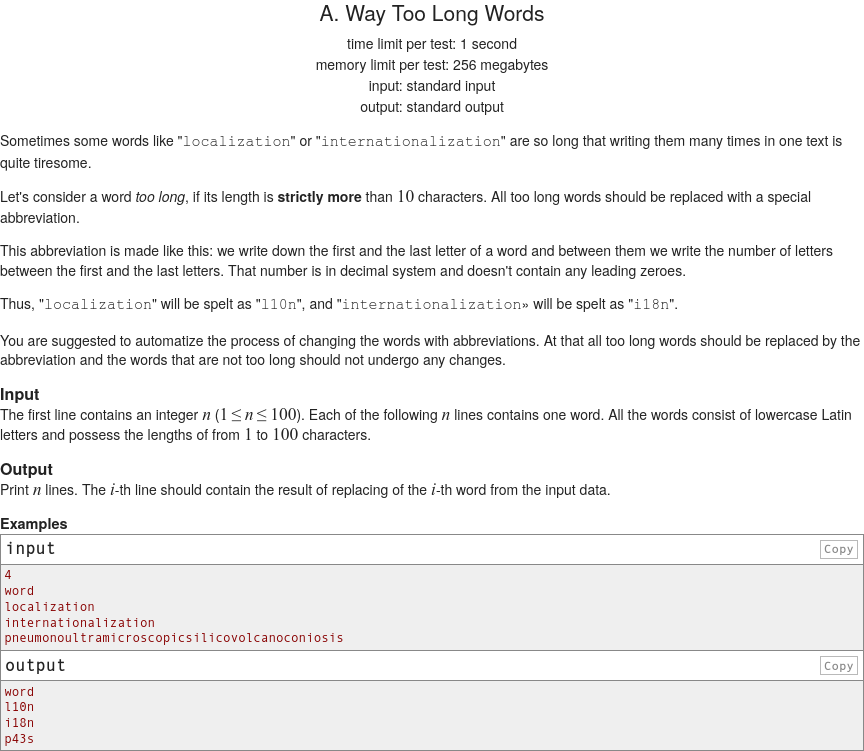 A. Way Too Long Words
time limit per test: 1 second
memory limit per test: 256 megabytes
input: standard input
output: standard output
Sometimes some words like "localization" or "internationalization" are so long that writing them many times in one text is
quite tiresome.
Let's consider a word too long, if its length is strictly more than 10 characters. All too long words should be replaced with a special
abbreviation.
This abbreviation is made like this: we write down the first and the last letter of a word and between them we write the number of letters
between the first and the last letters. That number is in decimal system and doesn't contain any leading zeroes.
Thus, "localization" will be spelt as "l10n", and "internationalization» will be spelt as "i18n".
You are suggested to automatize the process of changing the words with abbreviations. At that all too long words should be replaced by the
abbreviation and the words that are not too long should not undergo any changes.
Input
The first line contains an integer n (1 ≤ n ≤ 100). Each of the following n lines contains one word. All the words consist of lowercase Latin
letters and possess the lengths of from 1 to 100 characters.
Output
Print n lines. The i-th line should contain the result of replacing of the i-th word from the input data.
Examples
input Copy
4
word
localization
internationalization
pneumonoultramicroscopicsilicovolcanoconiosis
output Copy
word
l10n
i18n
p43s